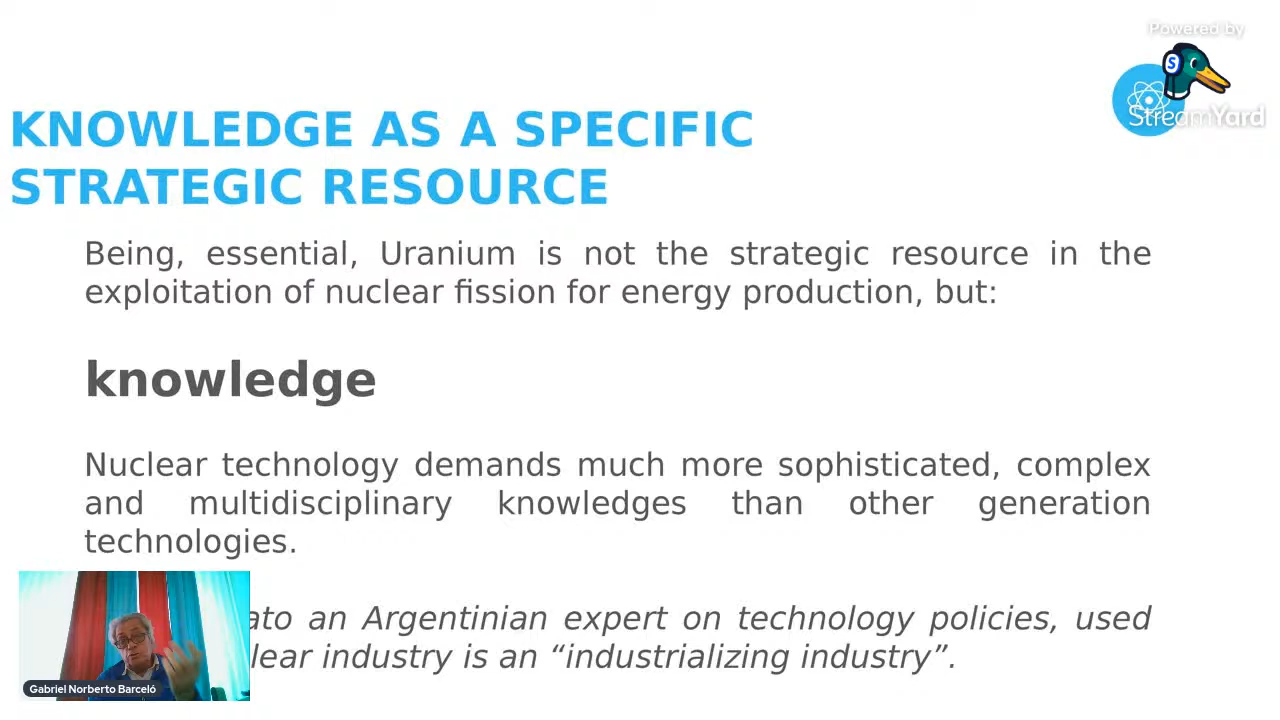 Powered by
StreamYard
KNOWLEDGE AS A SPECIFIC
STRATEGIC RESOURCE
Being, essential, Uranium is not the strategic resource in the
exploitation of nuclear fission for energy production, but:
knowledge
Nuclear technology demands much more sophisticated, complex
and multidisciplinary knowledges than other generation
technologies.
an Argentinian expert on technology policies, used
industry is an “industrializing industry”.
Gabriel Norberto Barceló